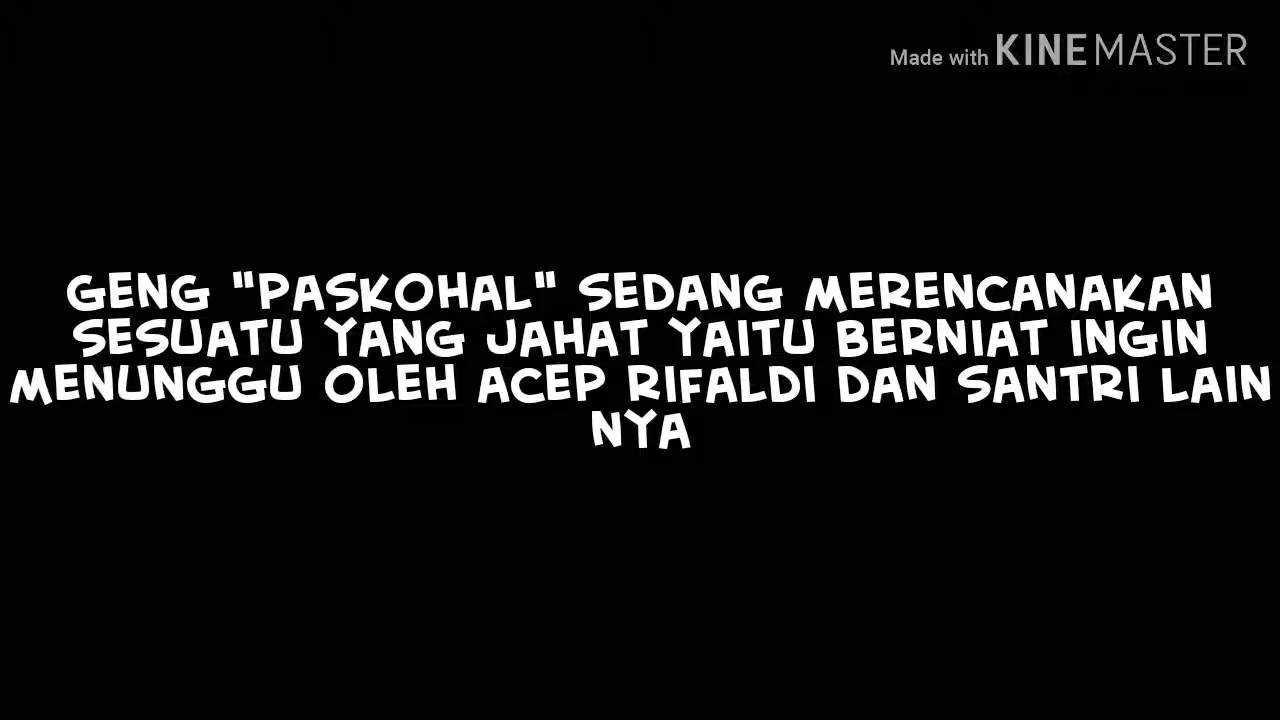 Made with KINEMASTER
GENG "PASKOHAL" SEDANG MERENCANAKAN
SESUATU YANG JAHAT YAITU BERNIAT INGIN
MENUNGGU OLEH ACEP RIFALDI DAN SANTRI LAIN
NYA